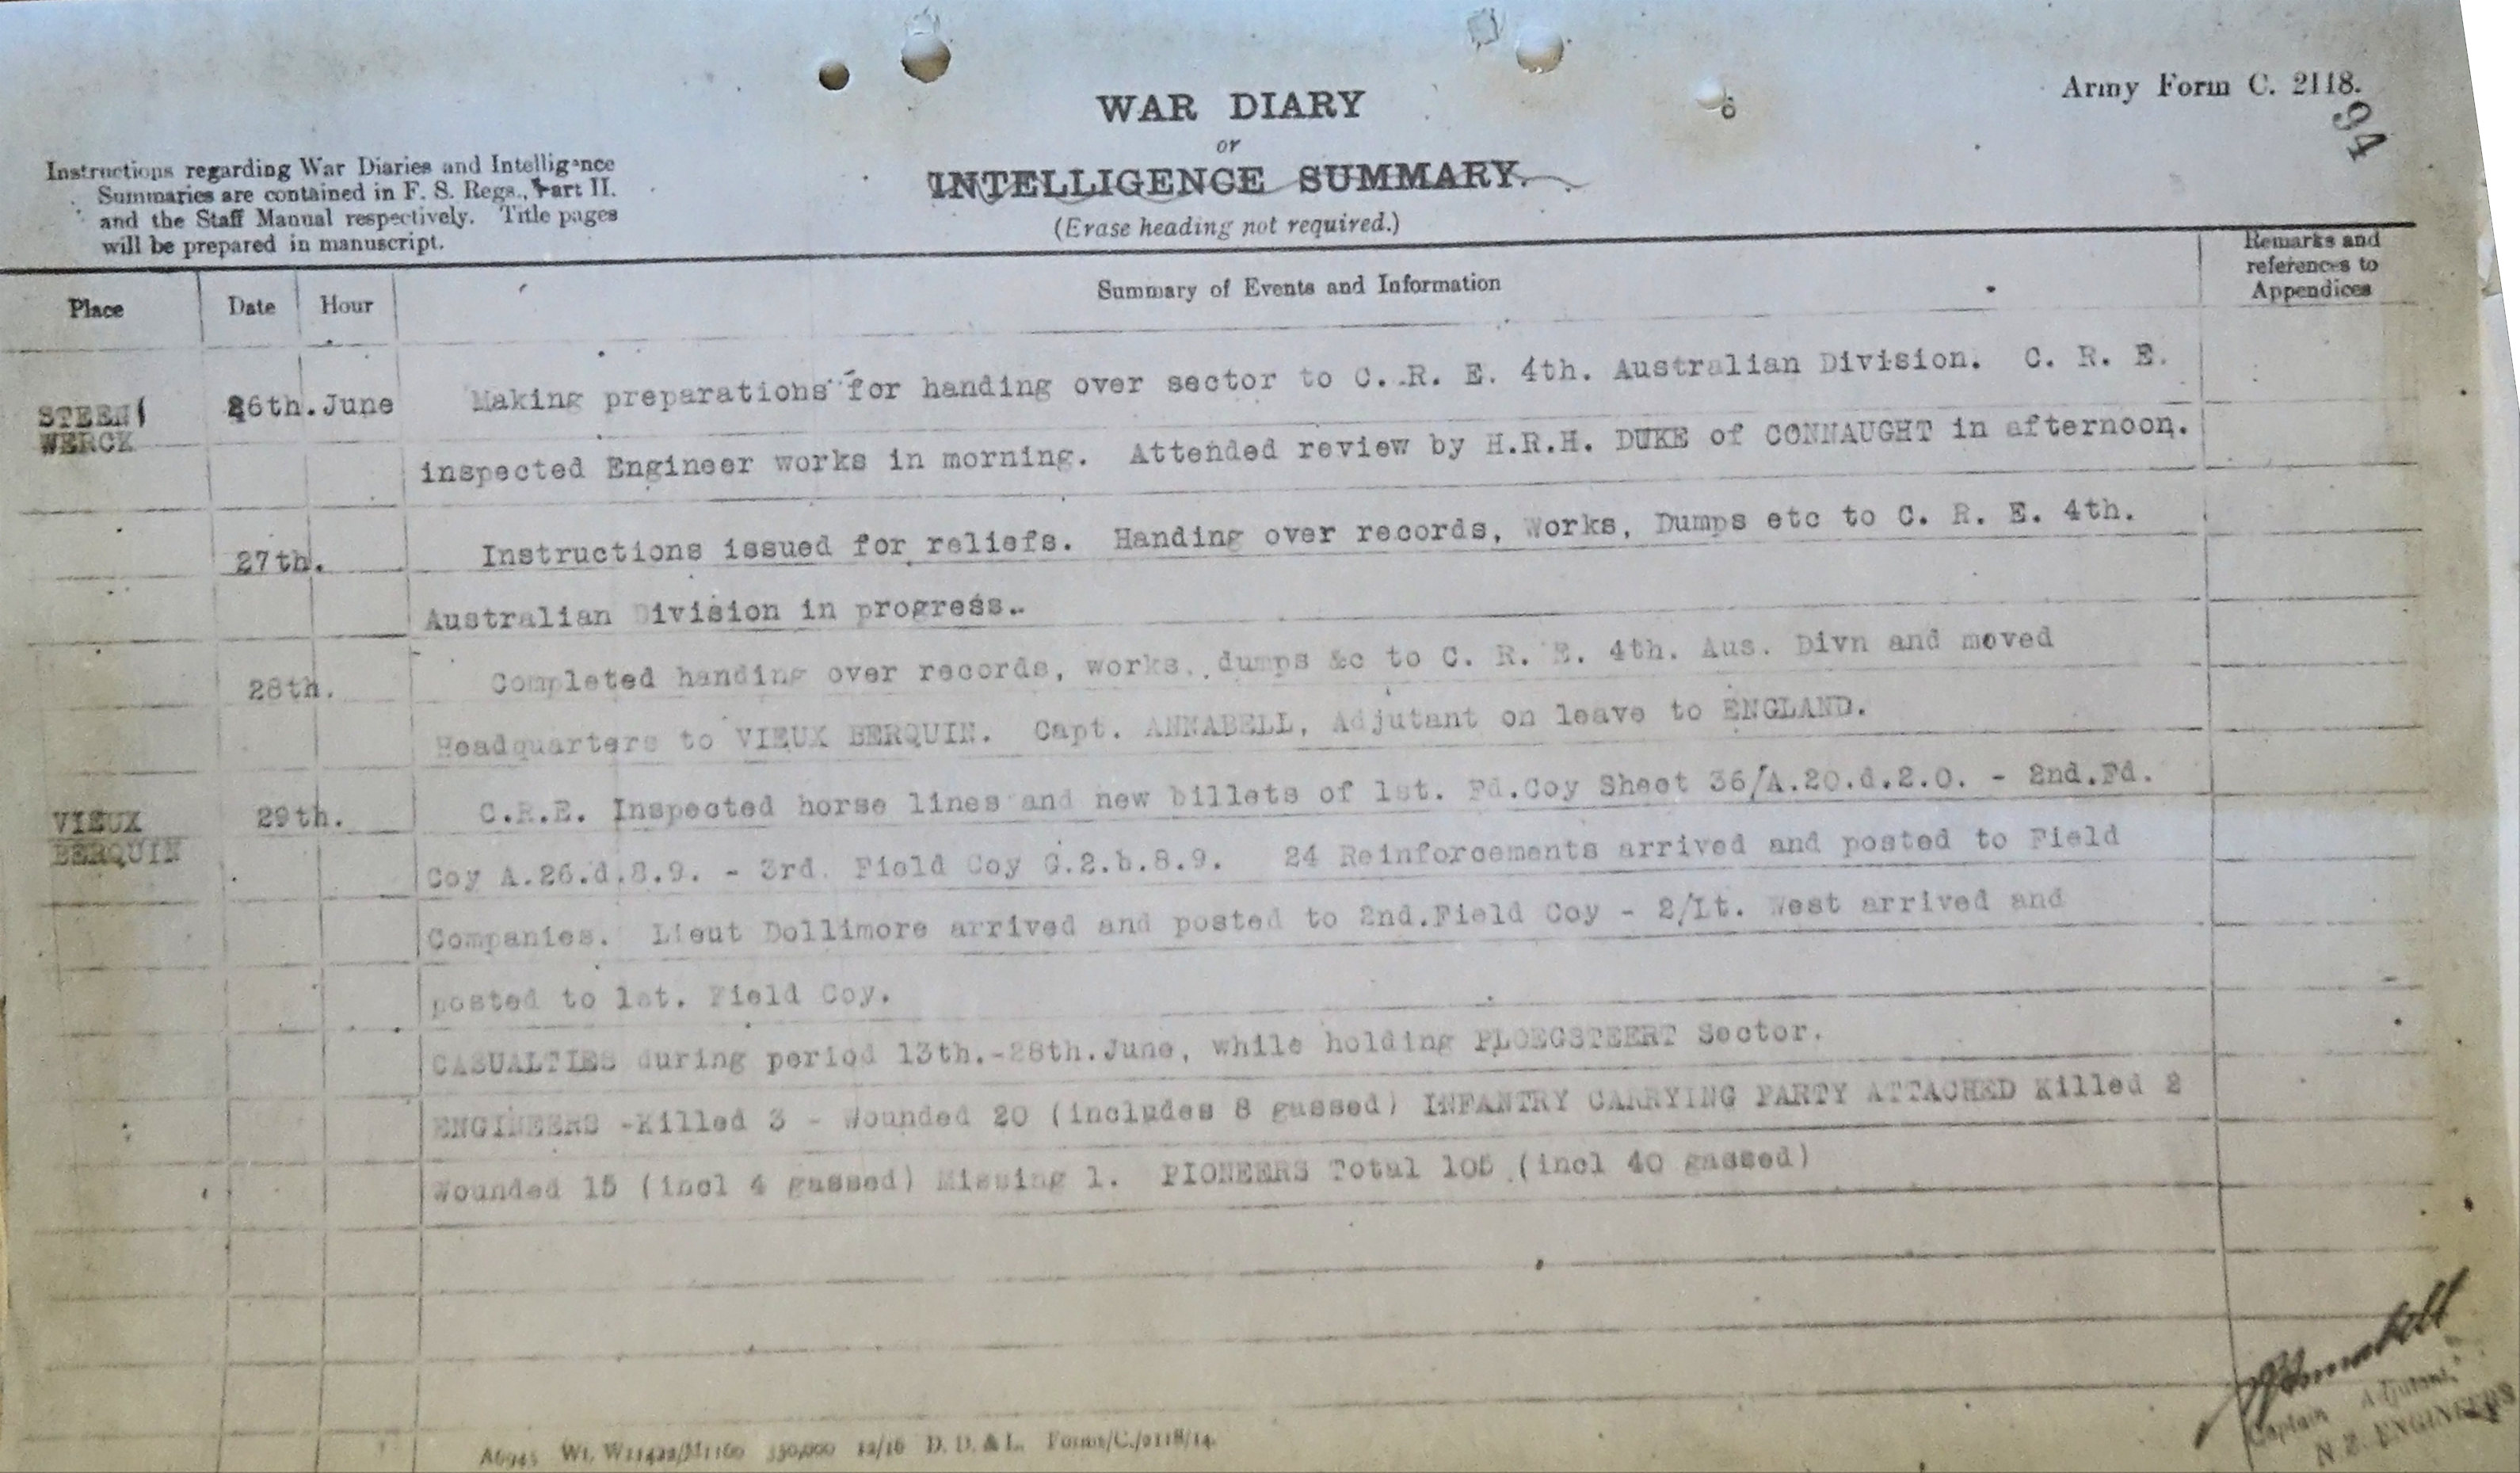 Army Form C. 2118.
94
WAR DIARY
or
INTELLIGENCE SUMMARY.
(Erase heading not required.)
6
Instructions regarding War Diaries and Intelligence
Summaries are contained in F. S. Regs., Part II.
and the Staff Manual respectively. Title pages
will be prepared in manuscript.
Place Date Hour Summary of Events and Information Remarks and
references to
Appendices
STEEN
WERCK
26th. June Making preparations for handing over sector to C. R. E. 4th. Australian Division. C. R. E.
inspected Engineer works in morning. Attended review by H.R.H. DUKE of CONNAUGHT in afternoon.
27th. Instructions issued for reliefs. Handing over records, Works, Dumps etc to C. R. E. 4th.
Australian Division in progress.
28th. Completed handing over records, works, dumps &c to C. R. E. 4th. Aus. Divn and moved
Headquarters to VIEUX BERQUIN. Capt. ANNABELL, Adjutant on leave to ENGLAND.
VIEUX
BERQUIN
29th. C.R.E. Inspected horse lines and new billets of 1st. Fd.Coy Sheet 36/A.20.d.2.0. - 2nd.Fd.
Coy A.26.d.8.9. - 3rd. Field Coy G.2.b.8.9. 24 Reinforcements arrived and posted to Field
Companies. Lieut Dollimore arrived and posted to 2nd.Field Coy - 2/Lt. West arrived and
posted to 1st. Field Coy.
CASUALTIES during period 13th.-28th.June, while holding PLOEGSTEERT Sector.
ENGINEERS -Killed 3 - Wounded 20 (includes 8 gassed) INFANTRY CARRYING PARTY ATTACHED Killed 2
Wounded 15 (incl 4 gassed) Missing 1. PIONEERS Total 105 (incl 40 gassed)
Annabell
Captain Adjutant,
N Z. ENGINEERS
350,000 12/16 D. D. & L. Forms/C./2118/14.